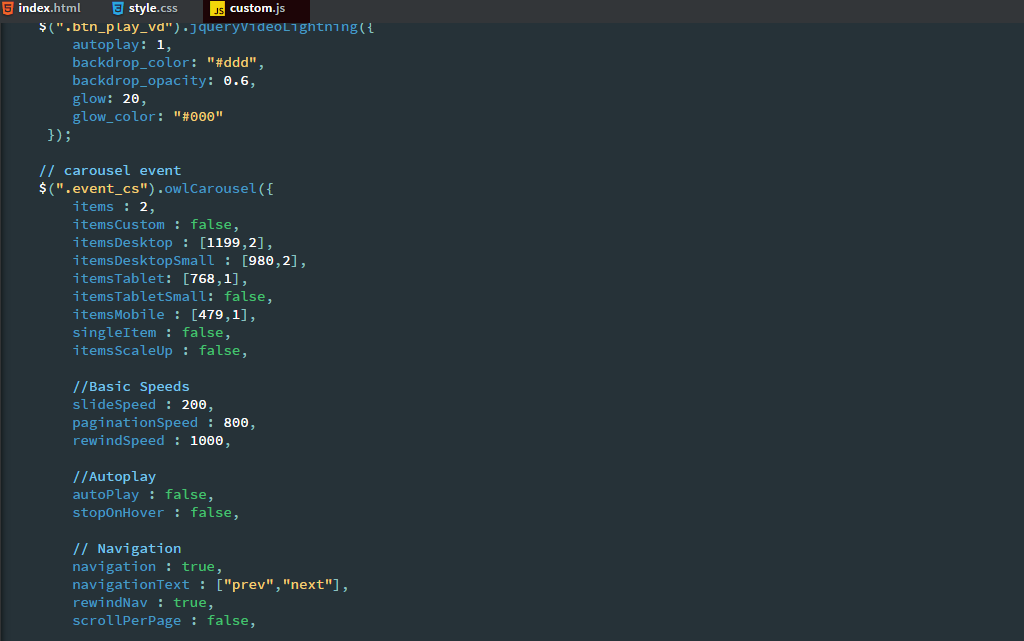 index.html style.css custom.js
$(".btn_play_vd").jqueryVideoLightning({
autoplay: 1,
backdrop_color: "#ddd",
backdrop_opacity: 0.6,
glow: 20,
glow_color: "#000"
});
// carousel event
$(".event_cs").owlCarousel({
items : 2,
itemsCustom : false,
itemsDesktop : [1199,2],
itemsDesktopSmall : [980,2],
itemsTablet: [768,1],
itemsTabletSmall: false,
itemsMobile : [479,1],
singleItem : false,
itemsScaleUp : false,
//Basic Speeds
slideSpeed : 200,
paginationSpeed : 800,
rewindSpeed : 1000,
//Autoplay
autoPlay : false,
stopOnHover : false,
// Navigation
navigation : true,
navigationText : ["prev","next"],
rewindNav : true,
scrollPerPage : false,